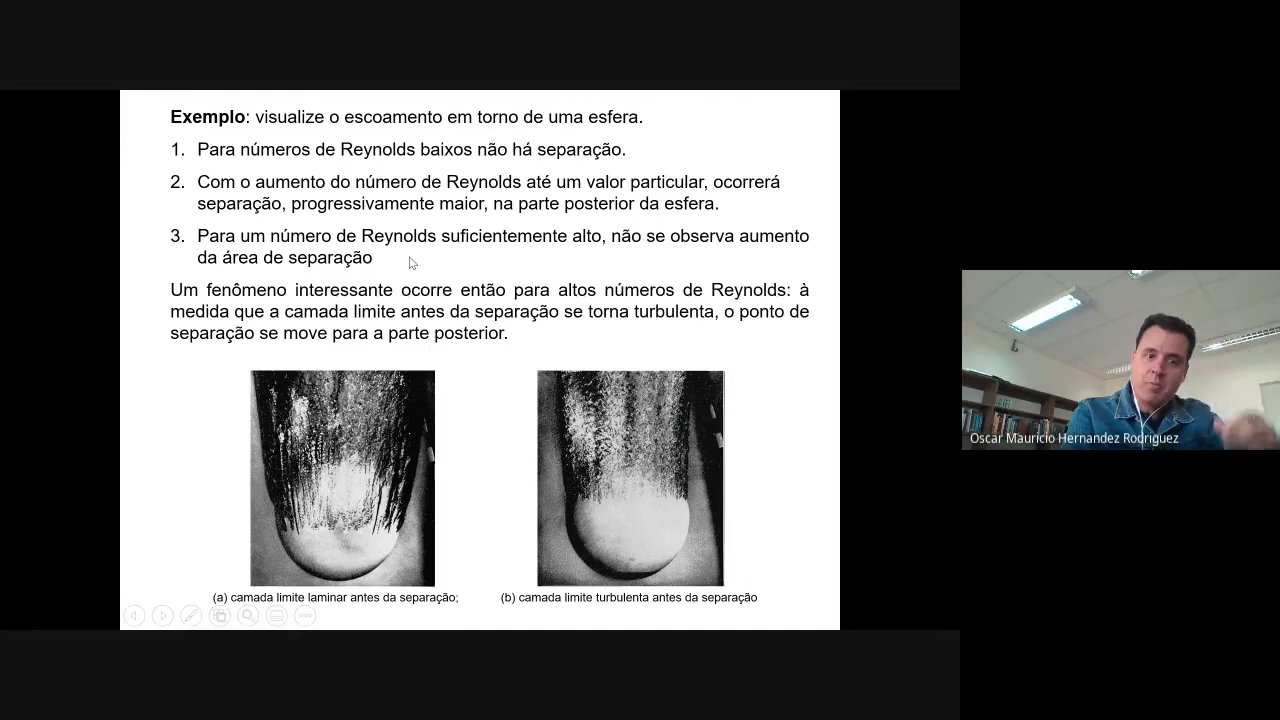 Exemplo: visualize o escoamento em torno de uma esfera.
1. Para números de Reynolds baixos não há separação.
2. Com o aumento do número de Reynolds até um valor particular, ocorrerá
separação, progressivamente maior, na parte posterior da esfera.
3. Para um número de Reynolds suficientemente alto, não se observa aumento
da área de separação
Um fenômeno interessante ocorre então para altos números de Reynolds: à
medida que a camada limite antes da separação se torna turbulenta, o ponto de
separação se move para a parte posterior.
(a) camada limite laminar antes da separação;
(b) camada limite turbulenta antes da separação
Oscar Mauricio Hernandez Rodriguez